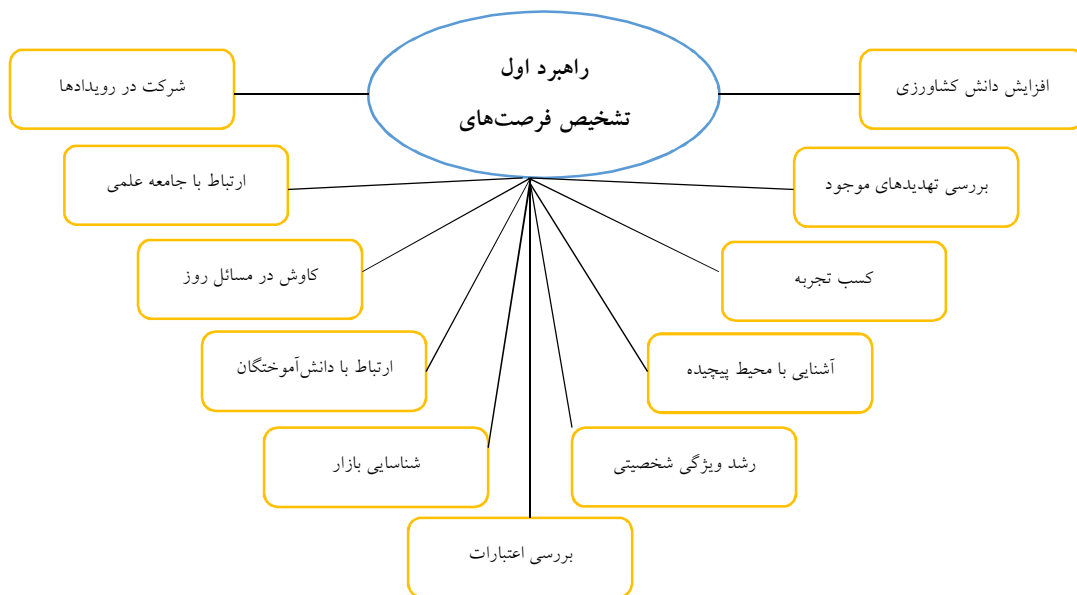 راهبرد اول
تشخیص فرصت‌های
افزایش دانش کشاورزی
شرکت در رویدادها
بررسی تهدیدهای موجود
ارتباط با جامعه علمی
کسب تجربه
کاوش در مسائل روز
آشنایی با محیط پیچیده
ارتباط با دانش‌آموختگان
رشد ویژگی شخصیتی
شناسایی بازار
بررسی اعتبارات